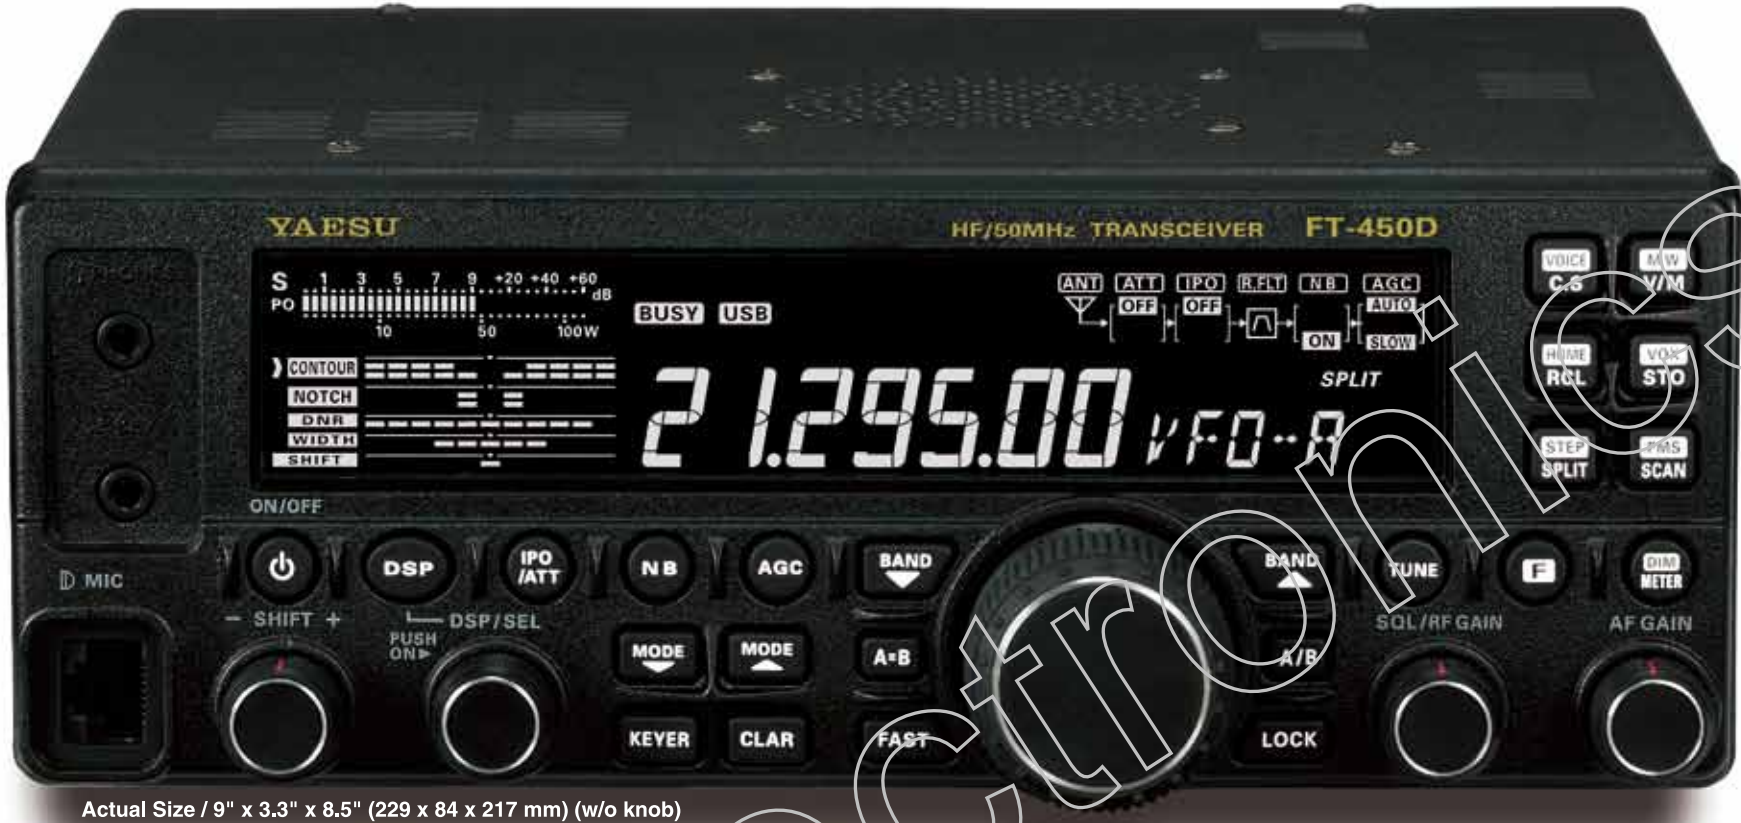 YAESU
HF/50MHz TRANSCEIVER FT-450D
S 1 3 5 7 9 +20 +40 +60 dB
PO
10 50 100W
BUSY USB
ANT ATT IPO R.FLT NB AGC
OFF OFF AUTO
ON SLOW
CONTOUR
NOTCH
DNR
WIDTH
SHIFT
SPLIT
21.295.00 VFO-A
VOICE M/W
C.S V/M
HOME VOX
RCL STO
STEP PMS
SPLIT SCAN
ON/OFF
DSP
IPO
/ATT
NB
AGC
BAND
BAND
TUNE
F
DIM
METER
MIC
- SHIFT +
DSP/SEL
PUSH
ON
MODE
MODE
A=B
A/B
SQL/RF GAIN
AF GAIN
KEYER
CLAR
FAST
LOCK
Actual Size / 9" x 3.3" x 8.5" (229 x 84 x 217 mm) (w/o knob)
ctronics